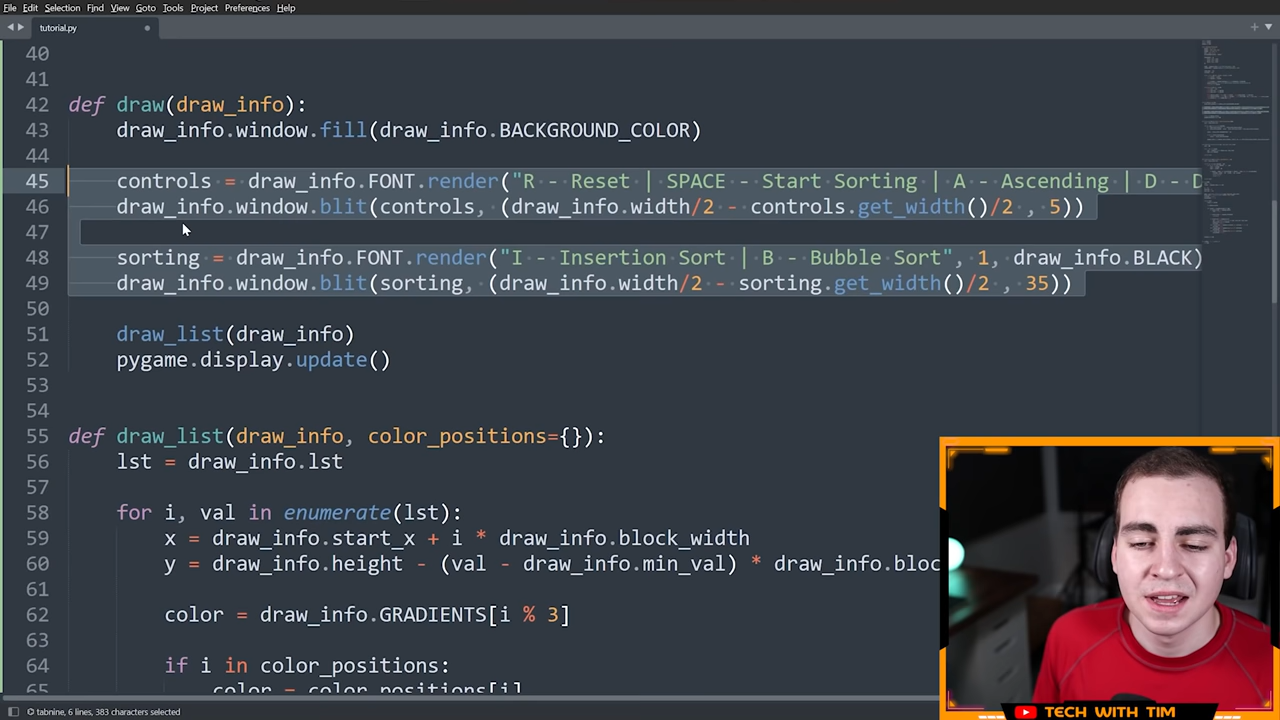 File Edit Selection Find View Goto Tools Project Preferences Help
tutorial.py
40
41
42 def draw(draw_info):
43 draw_info.window.fill(draw_info.BACKGROUND_COLOR)
44
45 controls = draw_info.FONT.render("R - Reset | SPACE - Start Sorting | A - Ascending | D - D
46 draw_info.window.blit(controls, (draw_info.width/2 - controls.get_width()/2 , 5))
47
48 sorting = draw_info.FONT.render("I - Insertion Sort | B - Bubble Sort", 1, draw_info.BLACK)
49 draw_info.window.blit(sorting, (draw_info.width/2 - sorting.get_width()/2 , 35))
50
51 draw_list(draw_info)
52 pygame.display.update()
53
54
55 def draw_list(draw_info, color_positions={}):
56 lst = draw_info.lst
57
58 for i, val in enumerate(lst):
59 x = draw_info.start_x + i * draw_info.block_width
60 y = draw_info.height - (val - draw_info.min_val) * draw_info.bloc
61
62 color = draw_info.GRADIENTS[i % 3]
63
64 if i in color_positions:
65 color = color_positions[i]
tabnine, 6 lines, 383 characters selected
TECH WITH TIM